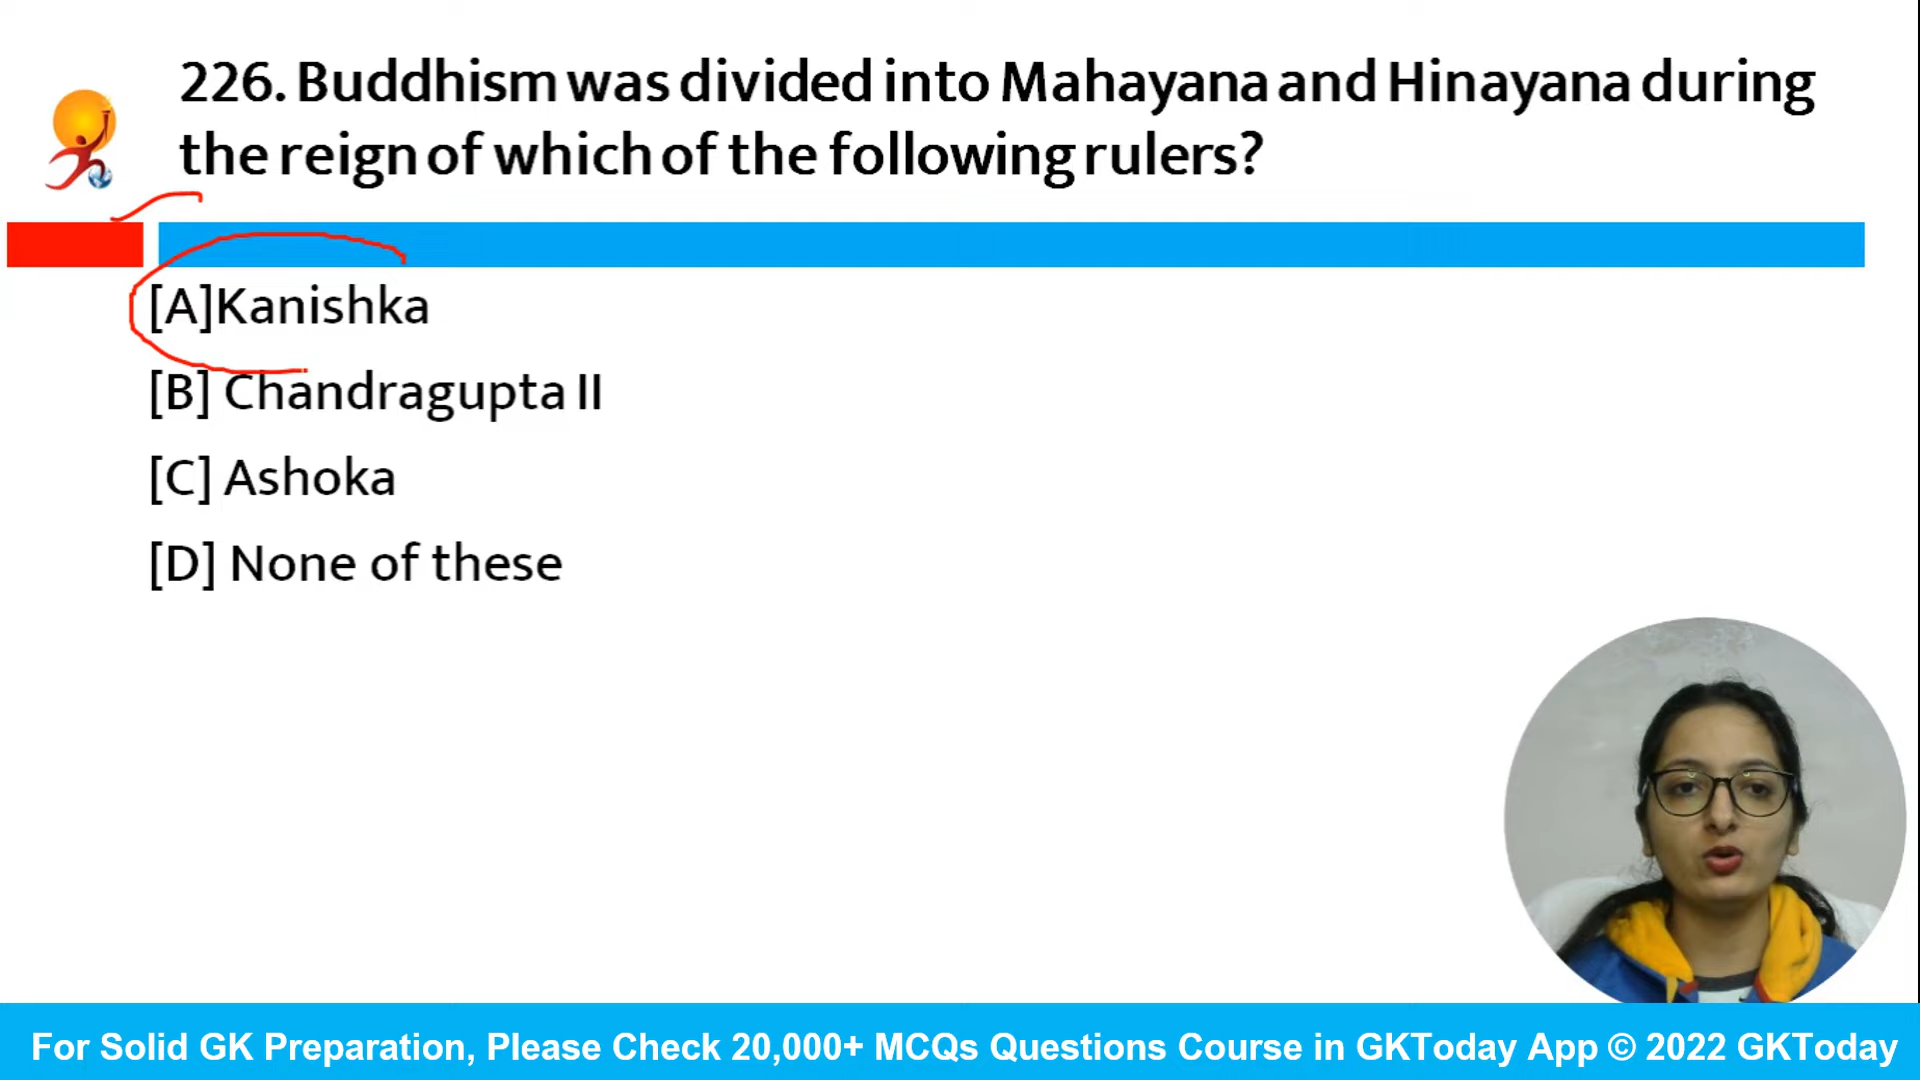 226. Buddhism was divided into Mahayana and Hinayana during
the reign of which of the following rulers?
[A]Kanishka
[B] Chandragupta II
[C] Ashoka
[D] None of these
For Solid GK Preparation, Please Check 20,000+ MCQs Questions Course in GKToday App © 2022 GKToday